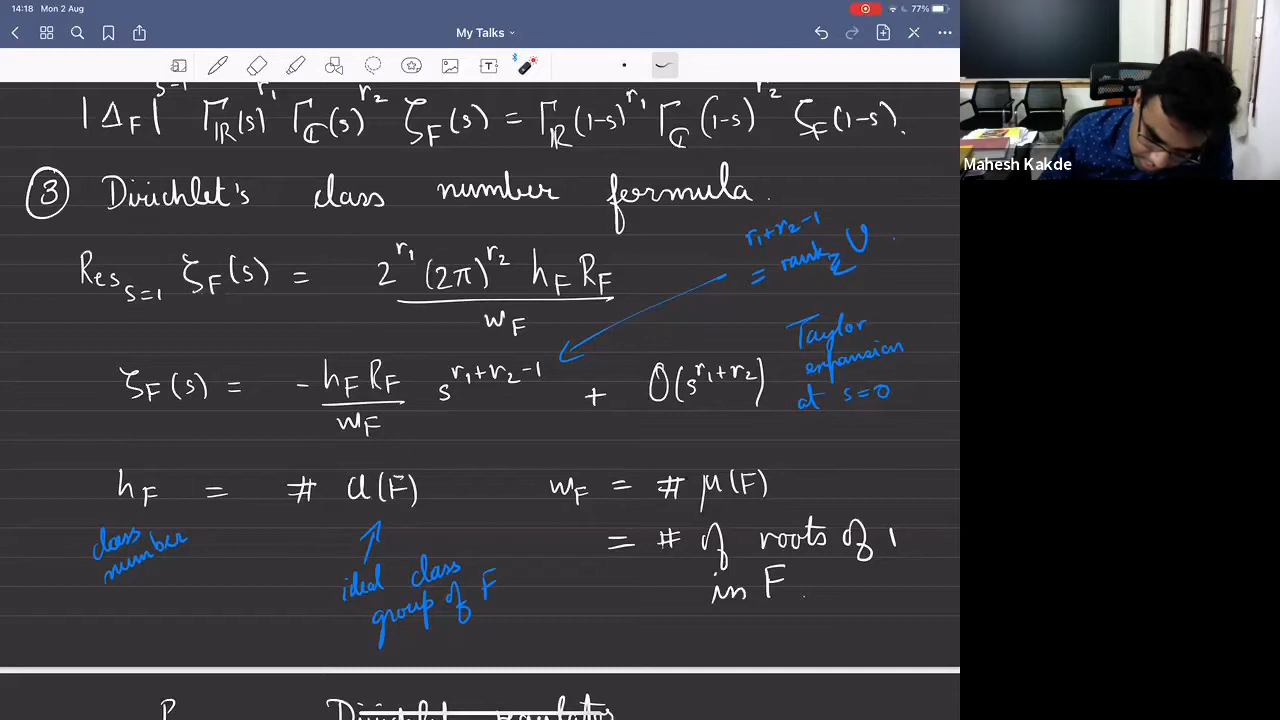 14:18 Mon 2 Aug
77%
My Talks
|Δ_F|^{s-1} Γ_ℝ(s)^{r_1} Γ_ℂ(s)^{r_2} ζ_F(s) = Γ_ℝ(1-s)^{r_1} Γ_ℂ(1-s)^{r_2} ζ_F(1-s).
Mahesh Kakde
③ Dirichlet's class number formula.
Res_{s=1} ζ_F(s) = 2^{r_1} (2π)^{r_2} h_F R_F / w_F
r_1+r_2-1
= rank_ℤ U
ζ_F(s) = - h_F R_F / w_F s^{r_1+r_2-1} + O(s^{r_1+r_2})
Taylor
expansion
at s=0
h_F = # Cl(F)
class
number
ideal class
group of F
w_F = # μ(F)
= # of roots of 1
in F.
R
Dirichlet regulator